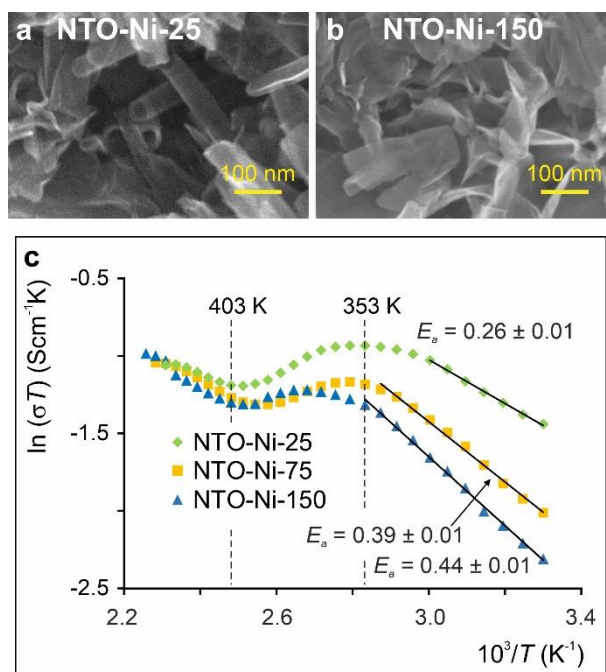 a NTO-Ni-25
100 nm
b NTO-Ni-150
100 nm
c
ln (σT) (Scm⁻¹K)
-0.5
-1.5
-2.5
403 K
353 K
Eₐ = 0.26 ± 0.01
NTO-Ni-25
NTO-Ni-75
NTO-Ni-150
Eₐ = 0.39 ± 0.01
Eₐ = 0.44 ± 0.01
2.2 2.6 3.0 3.4
10³/T (K⁻¹)